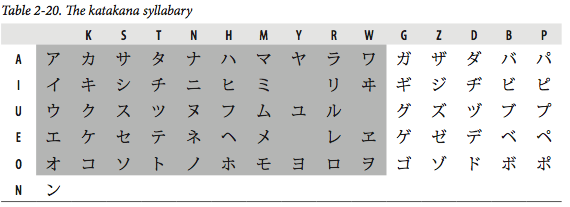 Table 2-20. The katakana syllabary
K S T N H M Y R W G Z D B P
A ア カ サ タ ナ ハ マ ヤ ラ ワ ガ ザ ダ バ パ
I イ キ シ チ ニ ヒ ミ リ ヰ ギ ジ ヂ ビ ピ
U ウ ク ス ツ ヌ フ ム ユ ル グ ズ ヅ ブ プ
E エ ケ セ テ ネ ヘ メ レ ヱ ゲ ゼ デ ベ ペ
O オ コ ソ ト ノ ホ モ ヨ ロ ヲ ゴ ゾ ド ボ ポ
N ン